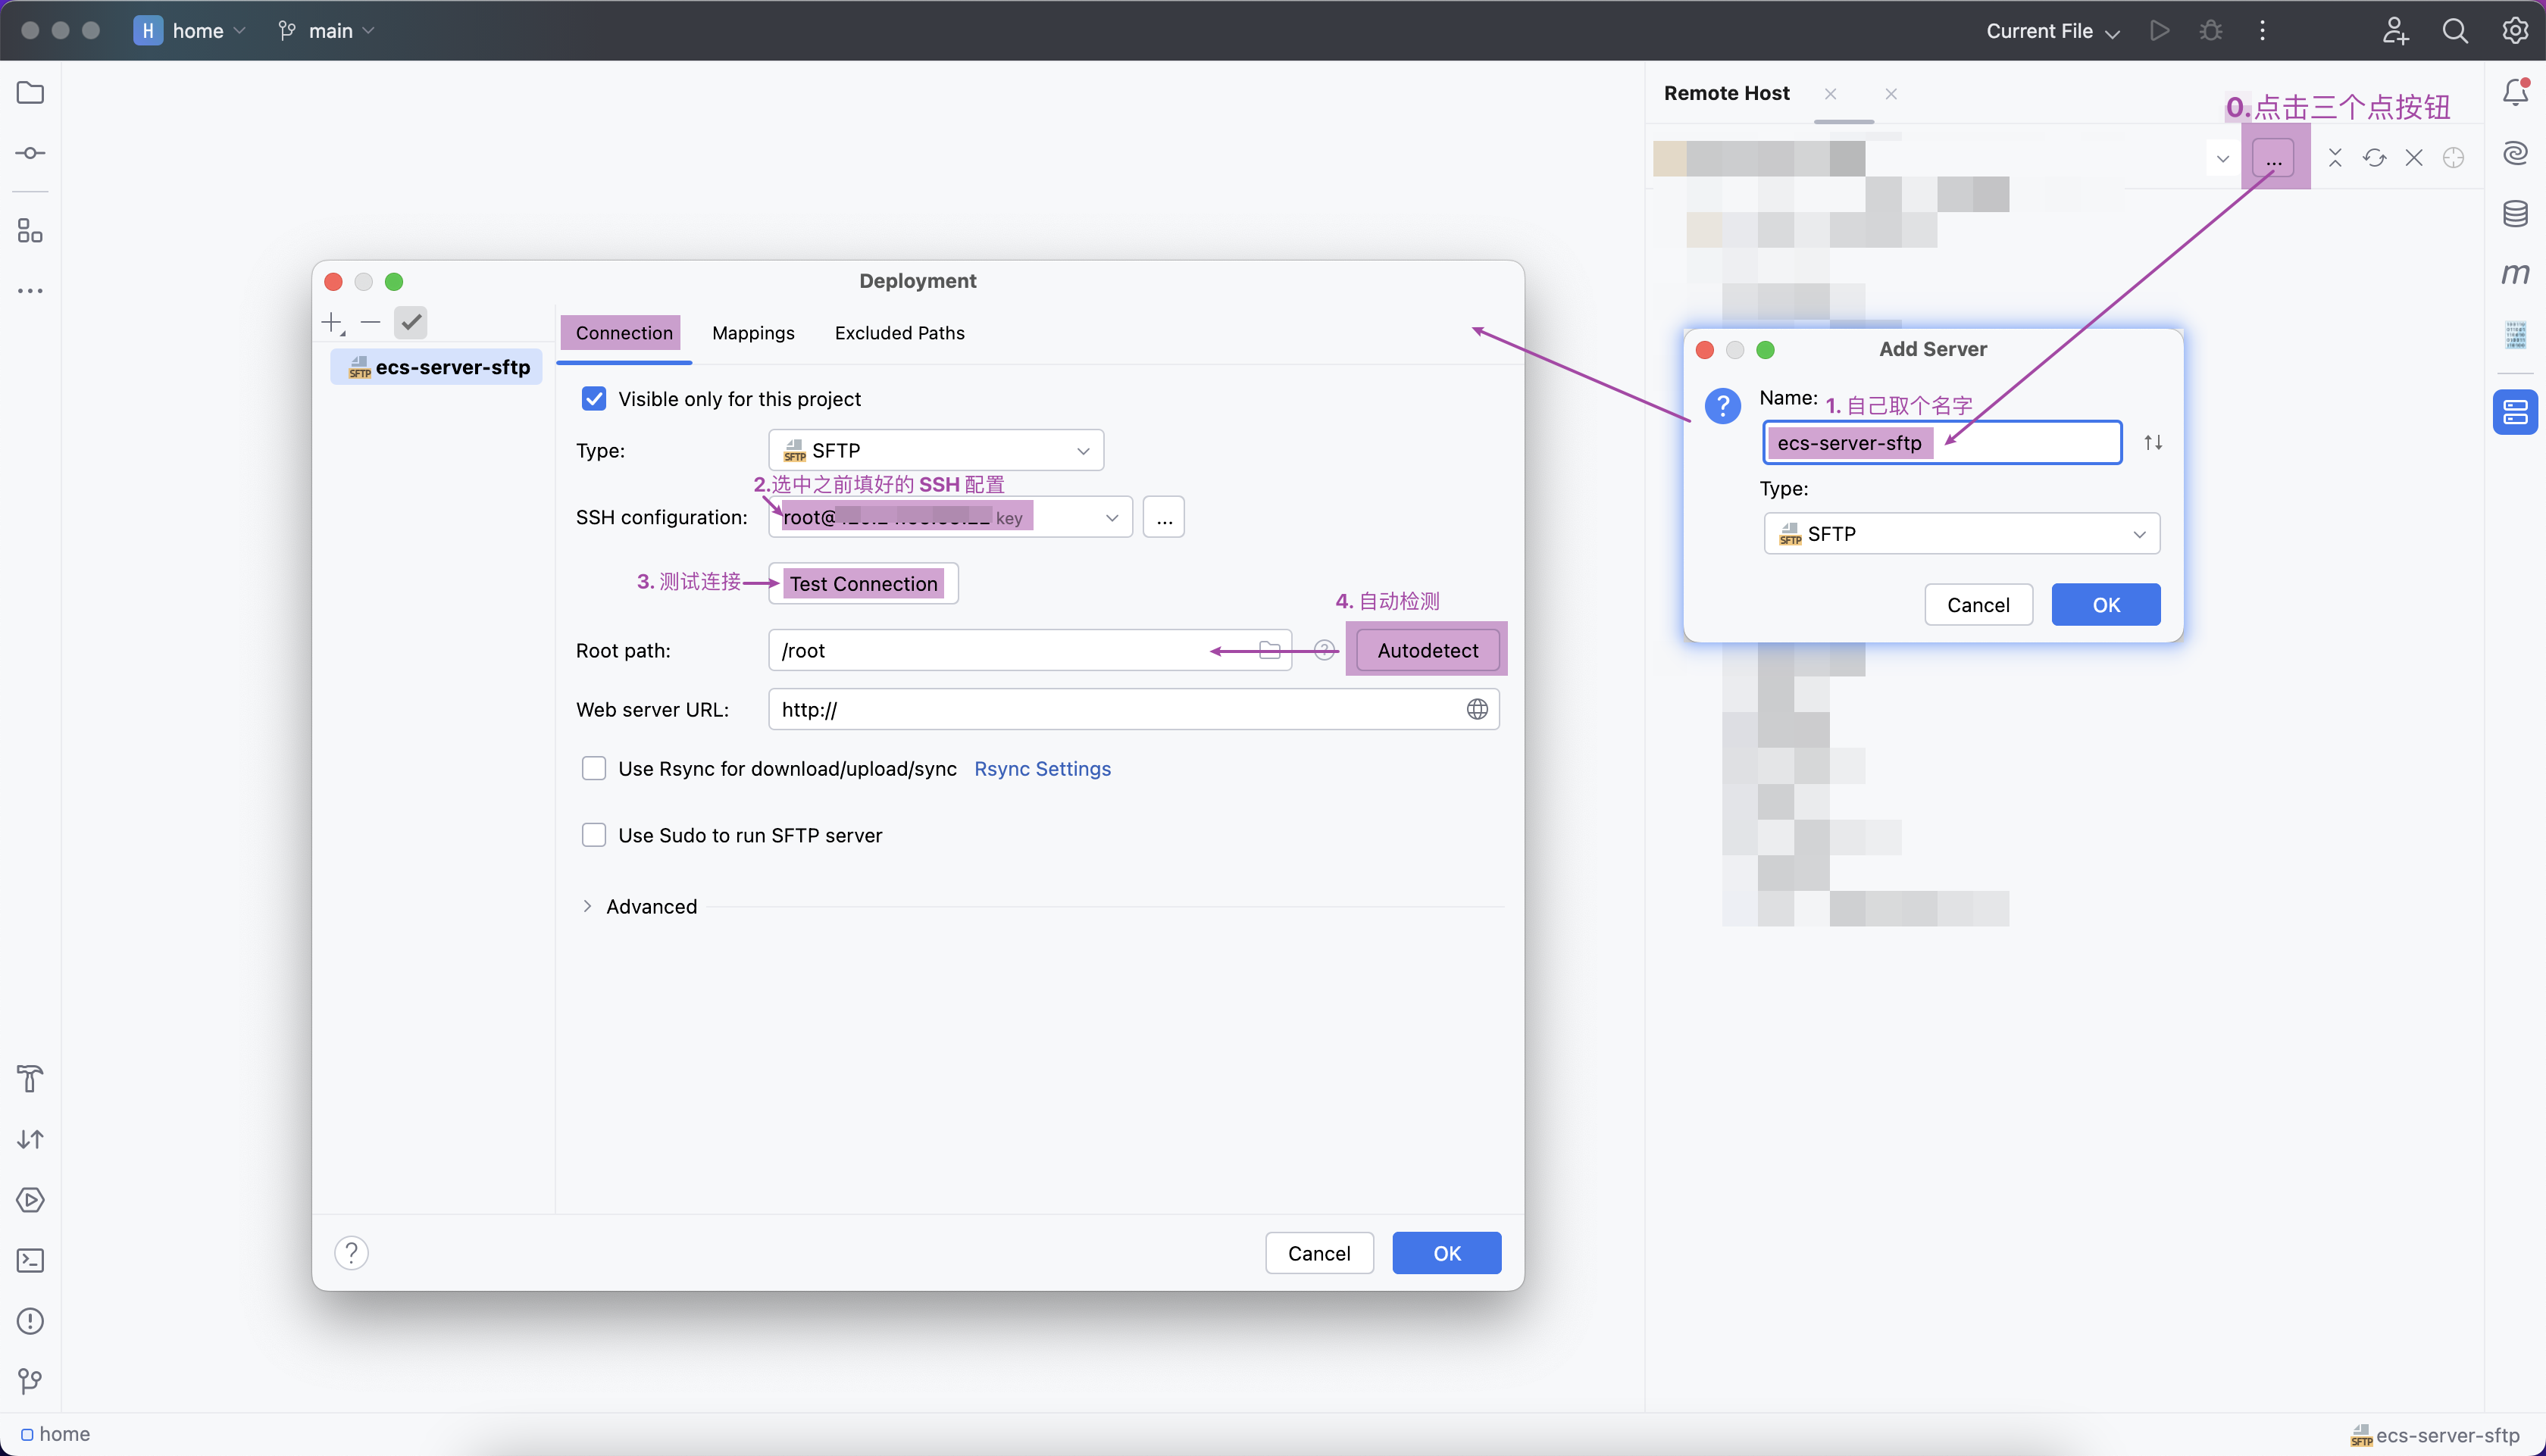 H home main Current File
Remote Host
0.点击三个点按钮
...
Deployment
ecs-server-sftp
Connection Mappings Excluded Paths
Visible only for this project
Type: SFTP
2.选中之前填好的 SSH 配置
SSH configuration: root@ key ...
3. 测试连接 Test Connection
4. 自动检测
Root path: /root Autodetect
Web server URL: http://
Use Rsync for download/upload/sync Rsync Settings
Use Sudo to run SFTP server
Advanced
? Cancel OK
Add Server
Name: 1. 自己取个名字
ecs-server-sftp
Type:
SFTP
Cancel OK
home
ecs-server-sftp